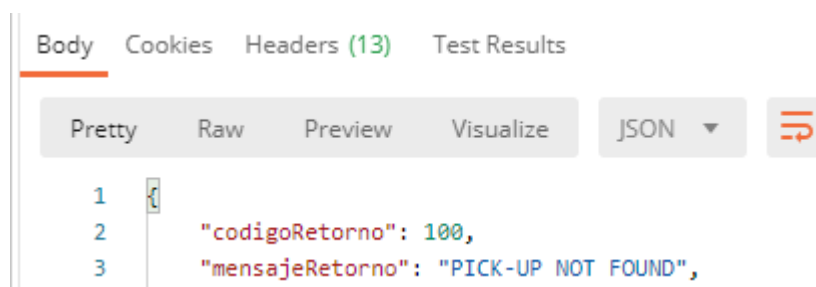 Body Cookies Headers (13) Test Results
Pretty Raw Preview Visualize JSON
1 {
2 "codigoRetorno": 100,
3 "mensajeRetorno": "PICK-UP NOT FOUND",